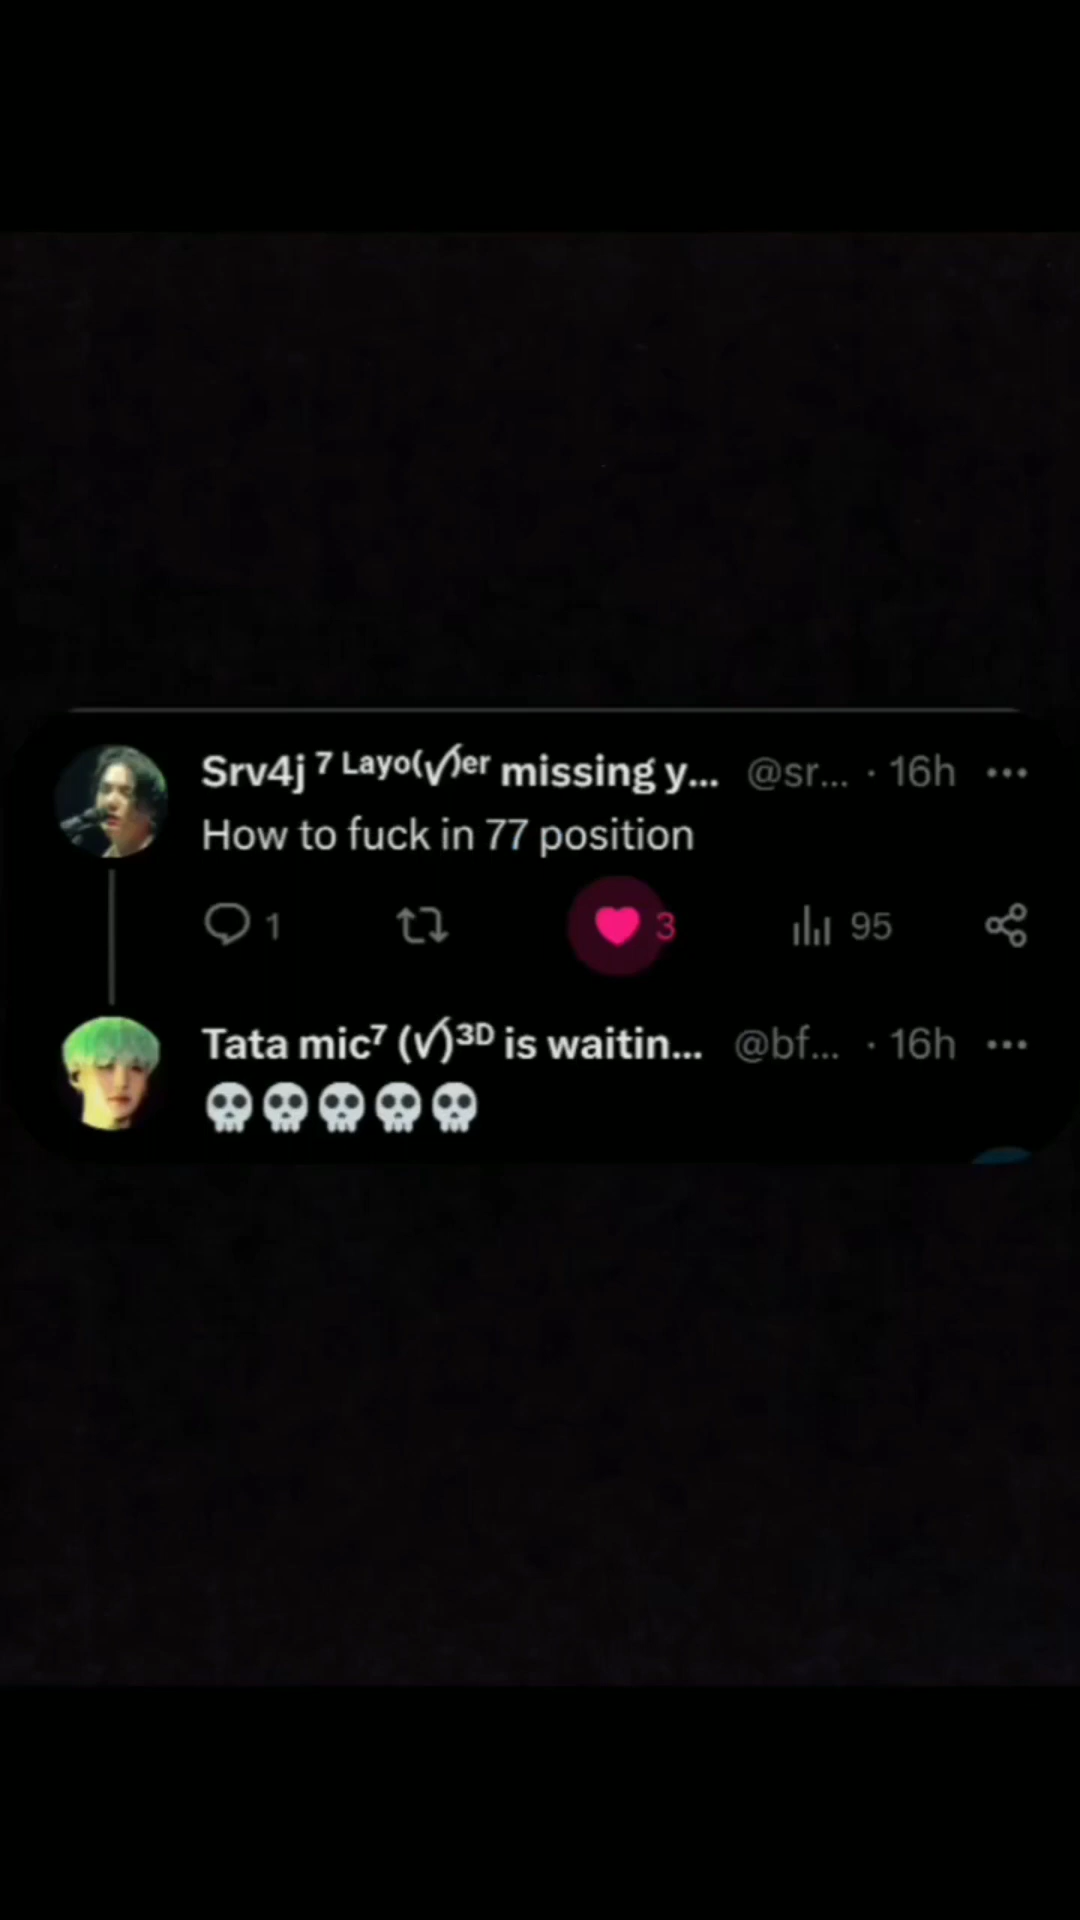 Srv4j ⁷ ᴸᵃʸᵒ⁽√⁾ᵉʳ missing y... @sr... · 16h
How to fuck in 77 position
1 3 95
Tata mic⁷ (√)³ᴰ is waitin... @bf... · 16h
💀💀💀💀💀